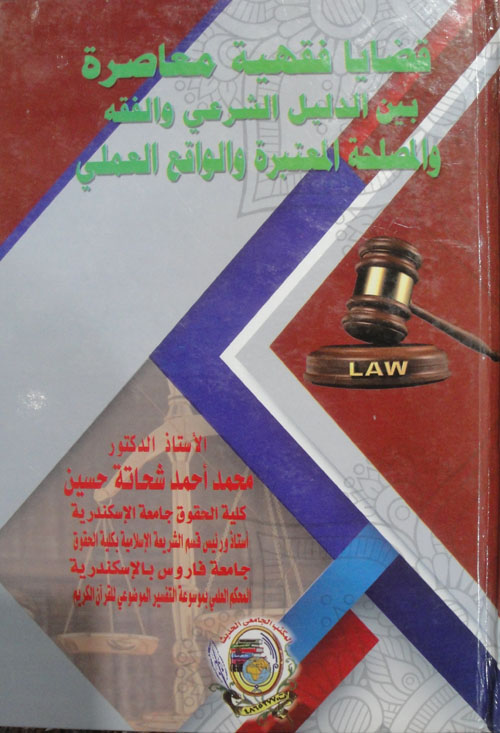 قضايا فقهية معاصرة
بين الدليل الشرعي والفقه
والمصلحة المعتبرة والواقع العملي
LAW
الأستاذ الدكتور
محمد أحمد شحاتة حسين
كلية الحقوق جامعة الإسكندرية
استاذ ورئيس قسم الشريعة الإسلامية بكلية الحقوق
جامعة فاروس بالإسكندرية
المحكم العلمي بموسوعة التفسير الموضوعي للقرآن الكريم
المكتب الجامعي الحديث